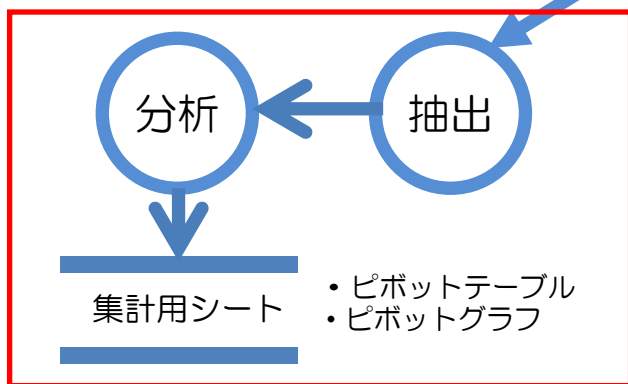 分析
抽出
集計用シート
・ピボットテーブル
・ピボットグラフ